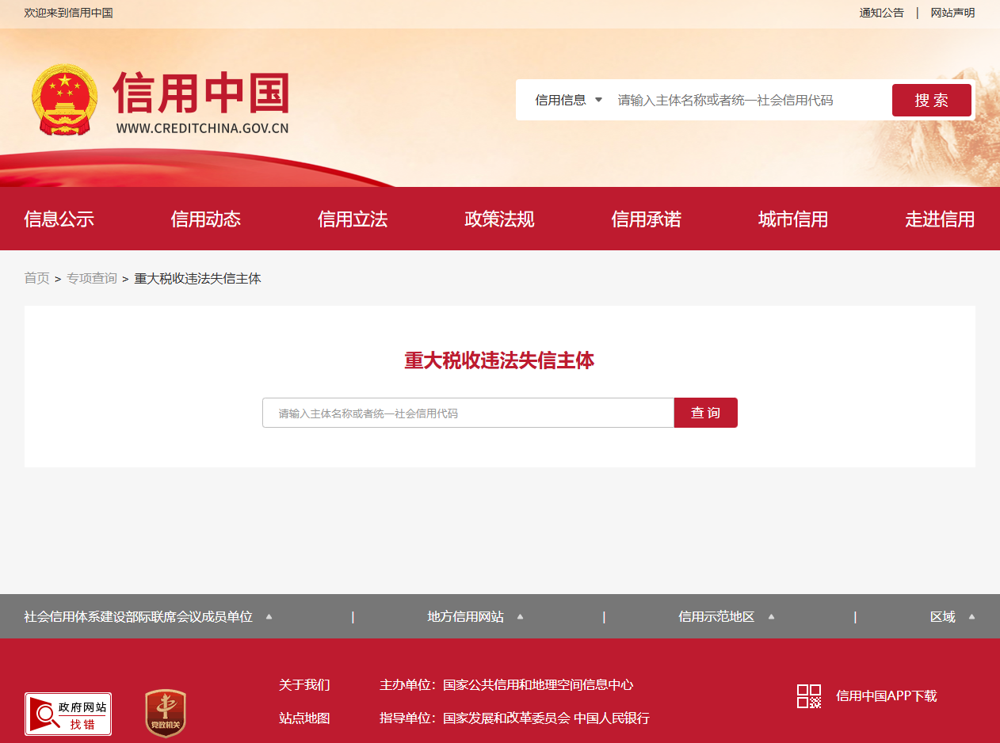 欢迎来到信用中国
通知公告 | 网站声明
信用中国
WWW.CREDITCHINA.GOV.CN
信用信息 请输入主体名称或者统一社会信用代码 搜 索
信息公示 信用动态 信用立法 政策法规 信用承诺 城市信用 走进信用
首页 > 专项查询 > 重大税收违法失信主体
重大税收违法失信主体
请输入主体名称或者统一社会信用代码 查 询
社会信用体系建设部际联席会议成员单位 | 地方信用网站 | 信用示范地区 | 区域
政府网站
找错
党政机关
关于我们
站点地图
主办单位：国家公共信用和地理空间信息中心
指导单位：国家发展和改革委员会 中国人民银行
信用中国APP下载